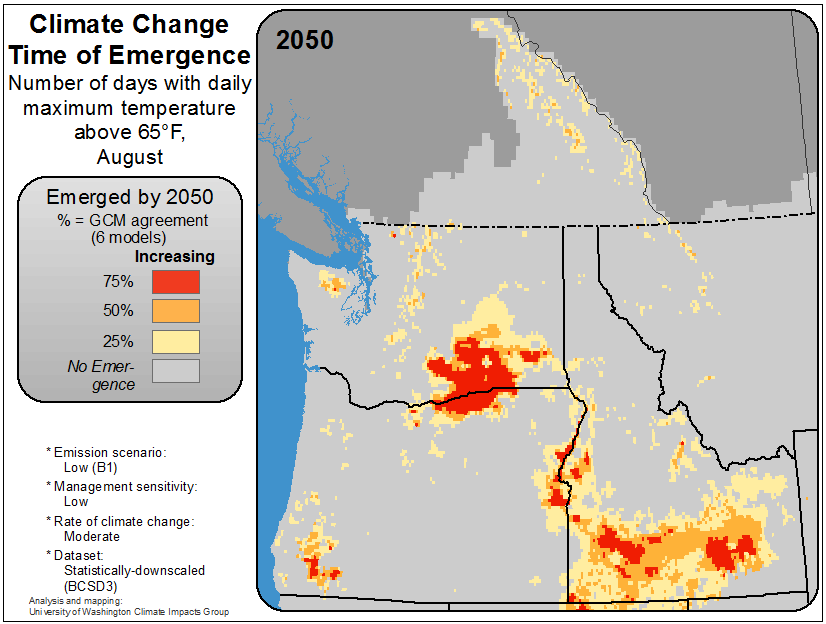 Climate Change
Time of Emergence
Number of days with daily
maximum temperature
above 65°F,
August
Emerged by 2050
% = GCM agreement
(6 models)
Increasing
75%
50%
25%
No Emer-
gence
* Emission scenario:
Low (B1)
* Management sensitivity:
Low
* Rate of climate change:
Moderate
* Dataset:
Statistically-downscaled
(BCSD3)
Analysis and mapping:
University of Washington Climate Impacts Group
2050